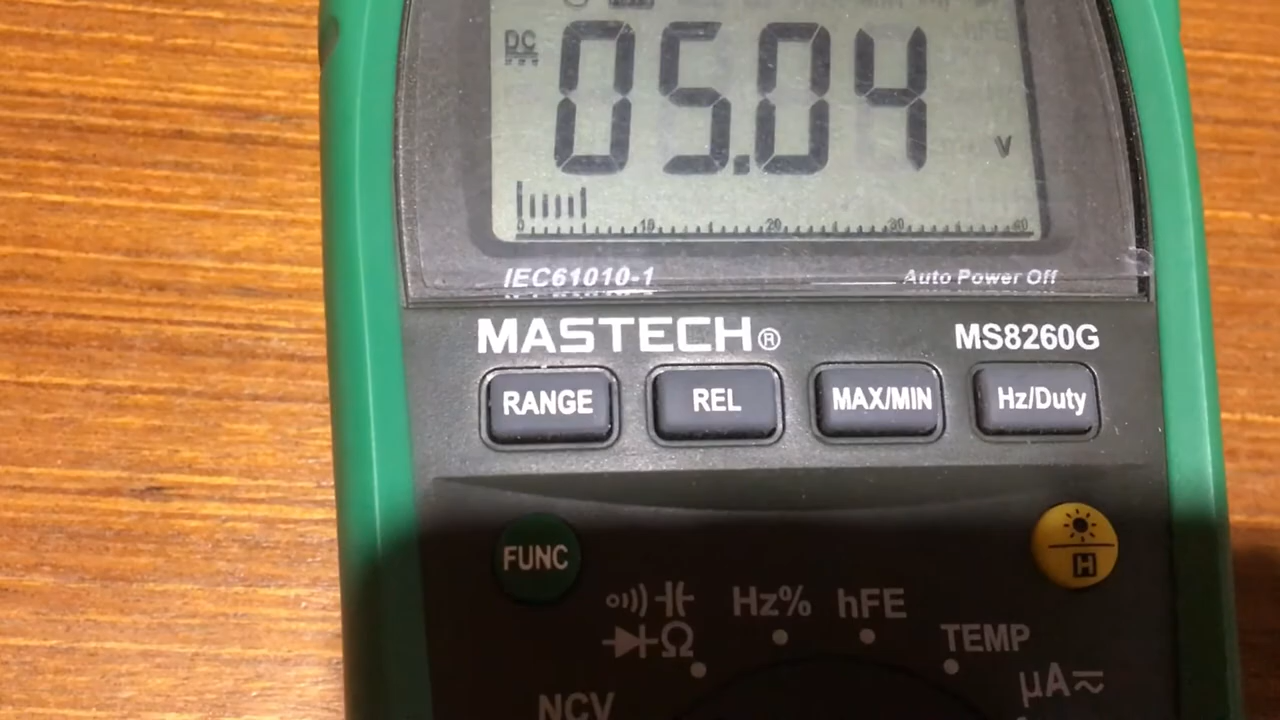 DC
05.04
V
0 10 20 30 40
IEC61010-1 Auto Power Off
MASTECH® MS8260G
RANGE REL MAX/MIN Hz/Duty
FUNC
H
Hz% hFE
Ω TEMP
NCV µA